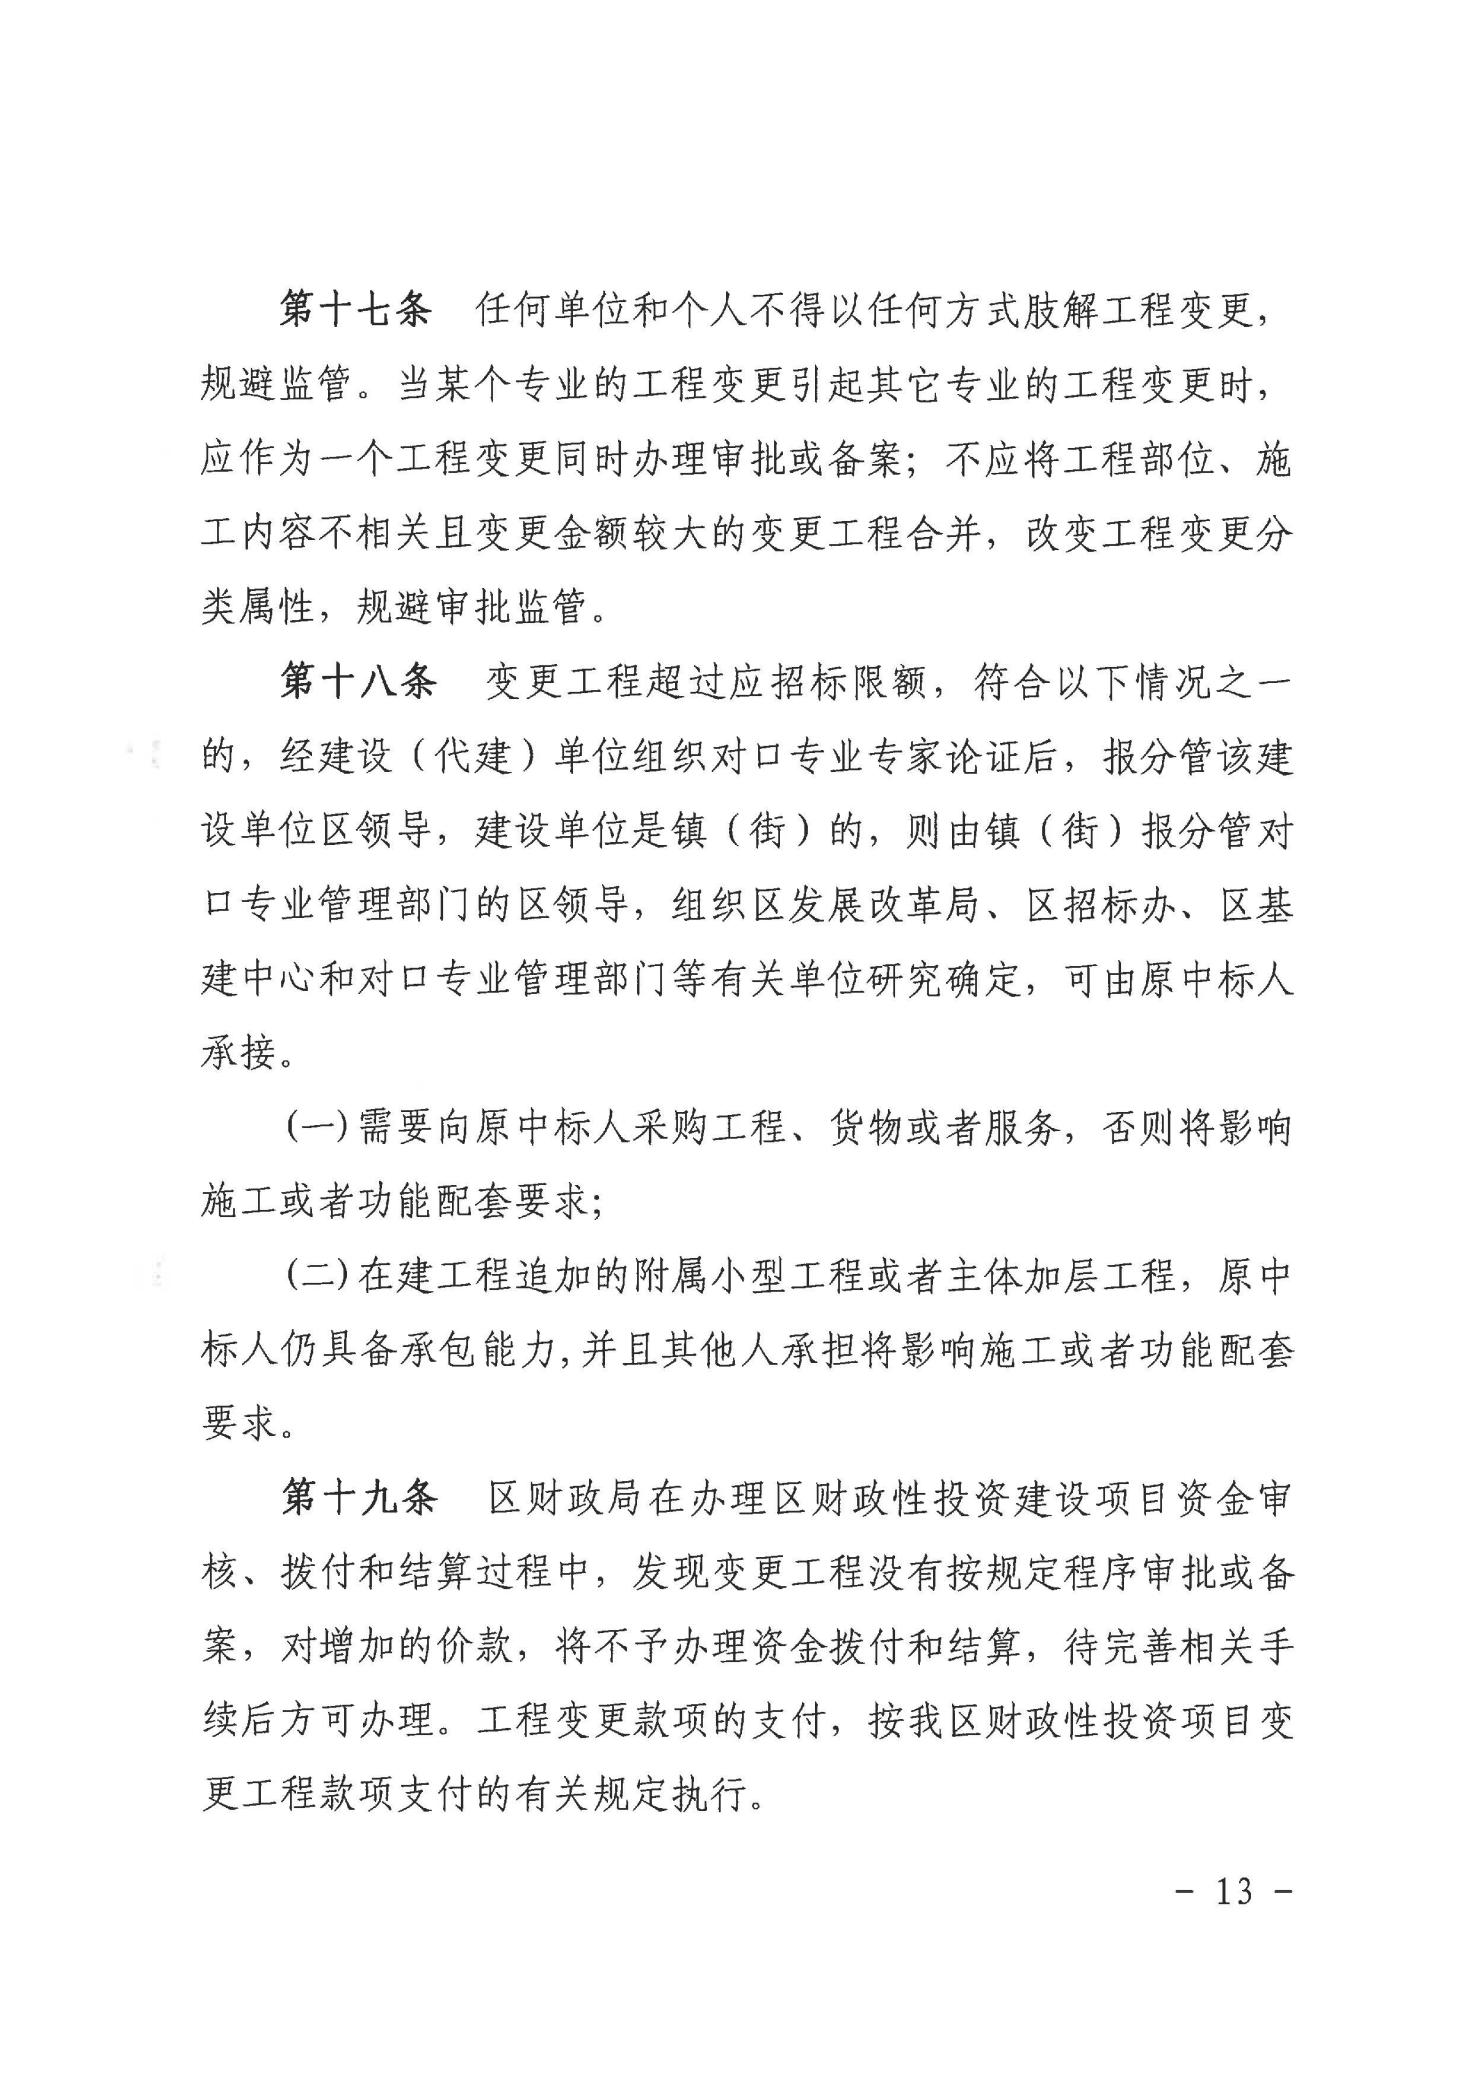 第十七条　任何单位和个人不得以任何方式肢解工程变更，
规避监管。当某个专业的工程变更引起其它专业的工程变更时，
应作为一个工程变更同时办理审批或备案；不应将工程部位、施
工内容不相关且变更金额较大的变更工程合并，改变工程变更分
类属性，规避审批监管。
第十八条　变更工程超过应招标限额，符合以下情况之一
的，经建设（代建）单位组织对口专业专家论证后，报分管该建
设单位区领导，建设单位是镇（街）的，则由镇（街）报分管对
口专业管理部门的区领导，组织区发展改革局、区招标办、区基
建中心和对口专业管理部门等有关单位研究确定，可由原中标人
承接。
(一)需要向原中标人采购工程、货物或者服务，否则将影响
施工或者功能配套要求；
(二)在建工程追加的附属小型工程或者主体加层工程，原中
标人仍具备承包能力,并且其他人承担将影响施工或者功能配套
要求。
第十九条　区财政局在办理区财政性投资建设项目资金审
核、拨付和结算过程中，发现变更工程没有按规定程序审批或备
案，对增加的价款，将不予办理资金拨付和结算，待完善相关手
续后方可办理。工程变更款项的支付，按我区财政性投资项目变
更工程款项支付的有关规定执行。
- 13 -